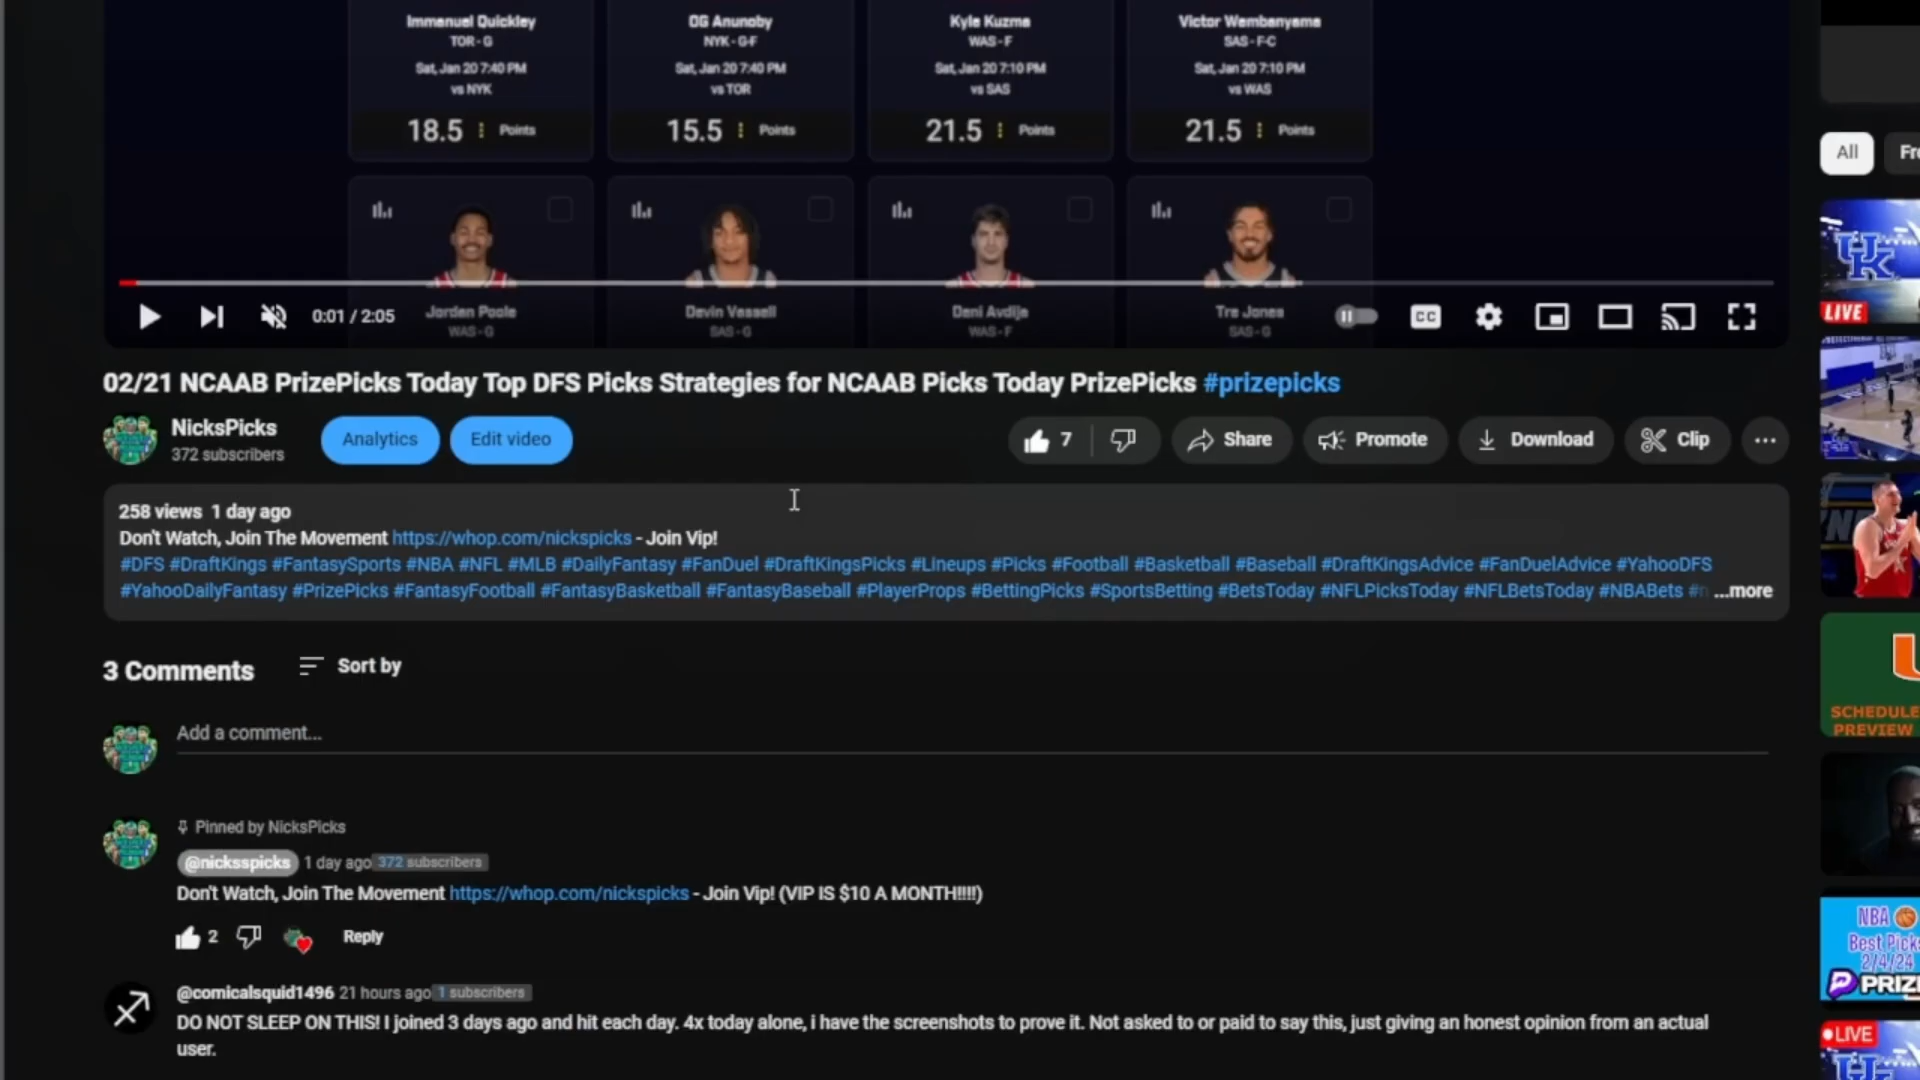 Immanuel Quickley
TOR - G
Sat, Jan 20 7:40 PM
vs NYK
18.5 Points
OG Anunoby
NYK - G-F
Sat, Jan 20 7:40 PM
vs TOR
15.5 Points
Kyle Kuzma
WAS - F
Sat, Jan 20 7:10 PM
vs SAS
21.5 Points
Victor Wembanyama
SAS - F-C
Sat, Jan 20 7:10 PM
vs WAS
21.5 Points
Jordan Poole
WAS - G
Devin Vassell
SAS - G
Deni Avdija
WAS - F
Tre Jones
SAS - G
0:01 / 2:05
CC
02/21 NCAAB PrizePicks Today Top DFS Picks Strategies for NCAAB Picks Today PrizePicks #prizepicks
NicksPicks
372 subscribers
Analytics
Edit video
7
Share
Promote
Download
Clip
258 views 1 day ago
Don't Watch, Join The Movement https://whop.com/nickspicks - Join Vip!
#DFS #DraftKings #FantasySports #NBA #NFL #MLB #DailyFantasy #FanDuel #DraftKingsPicks #Lineups #Picks #Football #Basketball #Baseball #DraftKingsAdvice #FanDuelAdvice #YahooDFS
#YahooDailyFantasy #PrizePicks #FantasyFootball #FantasyBasketball #FantasyBaseball #PlayerProps #BettingPicks #SportsBetting #BetsToday #NFLPicksToday #NFLBetsToday #NBABets #n ...more
3 Comments
Sort by
Add a comment...
Pinned by NicksPicks
@nicksspicks 1 day ago 372 subscribers
Don't Watch, Join The Movement https://whop.com/nickspicks - Join Vip! (VIP IS $10 A MONTH!!!!)
2
Reply
@comicalsquid1496 21 hours ago 1 subscribers
DO NOT SLEEP ON THIS! I joined 3 days ago and hit each day. 4x today alone, i have the screenshots to prove it. Not asked to or paid to say this, just giving an honest opinion from an actual
user.
All
Fr
UK
LIVE
SCHEDULE
PREVIEW
NBA
Best Pick
2/4/24
PRIZE
LIVE